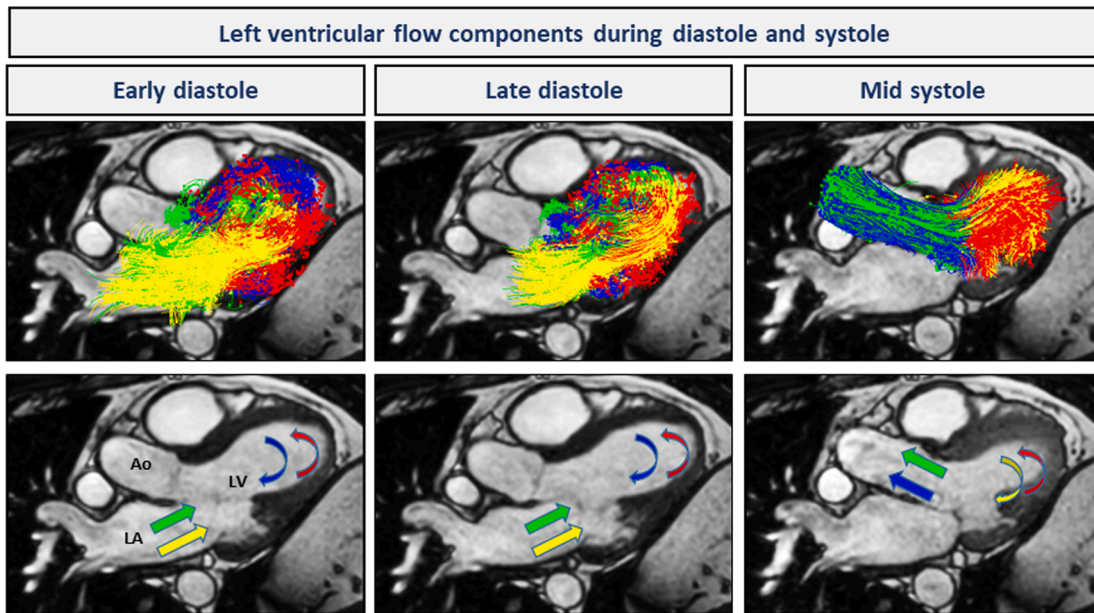 Left ventricular flow components during diastole and systole
Early diastole
Late diastole
Mid systole
Ao
LV
LA